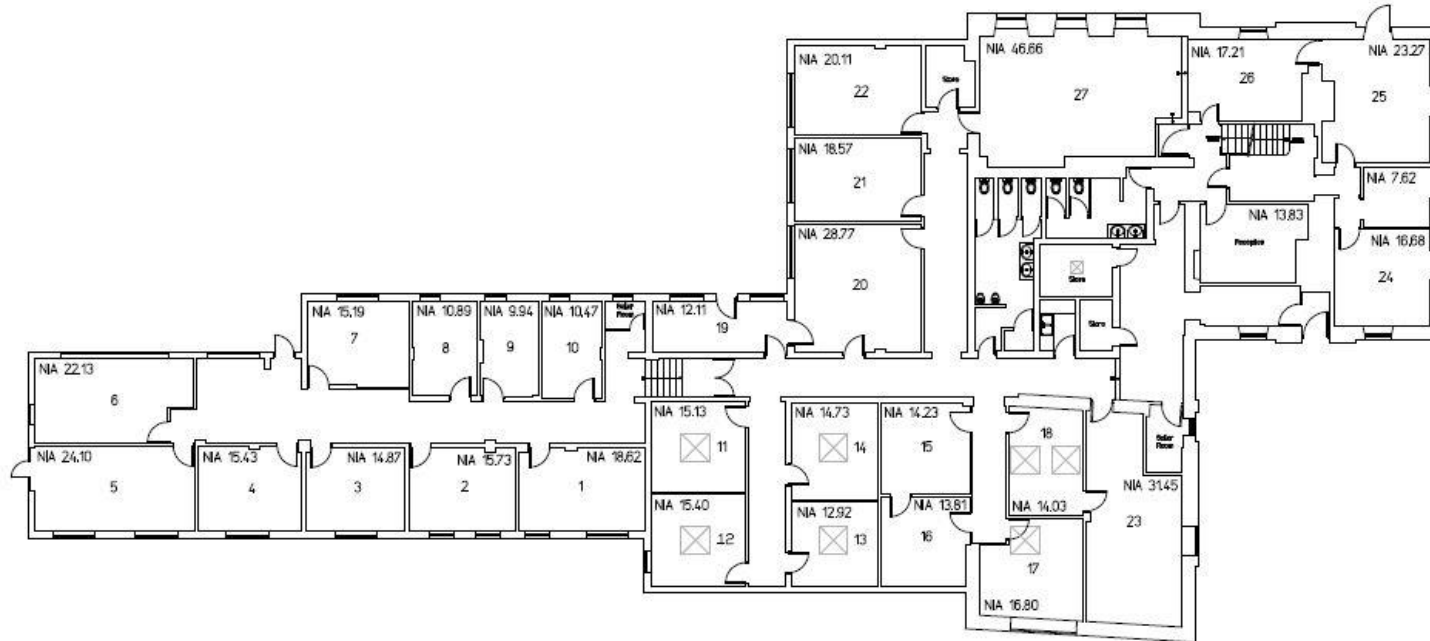 NIA 20.11
22
Store
NIA 46.66
27
NIA 17.21
26
NIA 23.27
25
NIA 18.57
21
NIA 7.62
NIA 28.77
20
NIA 13.83
Reception
NIA 16.68
24
Store
Store
NIA 15.19
7
NIA 10.89
8
NIA 9.94
9
NIA 10.47
10
Boiler
Room
NIA 12.11
19
NIA 22.13
6
NIA 24.10
5
NIA 15.43
4
NIA 14.87
3
NIA 15.73
2
NIA 18.62
1
NIA 15.13
11
NIA 14.73
14
NIA 14.23
15
18
NIA 14.03
Boiler
Room
NIA 31.45
23
NIA 15.40
12
NIA 12.92
13
NIA 13.81
16
17
NIA 16.80